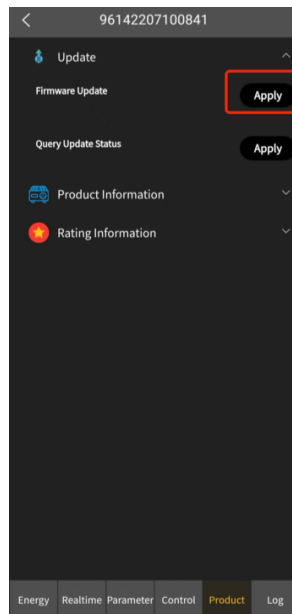 96142207100841
Update
Firmware Update
Apply
Query Update Status
Apply
Product Information
Rating Information
Energy Realtime Parameter Control Product Log